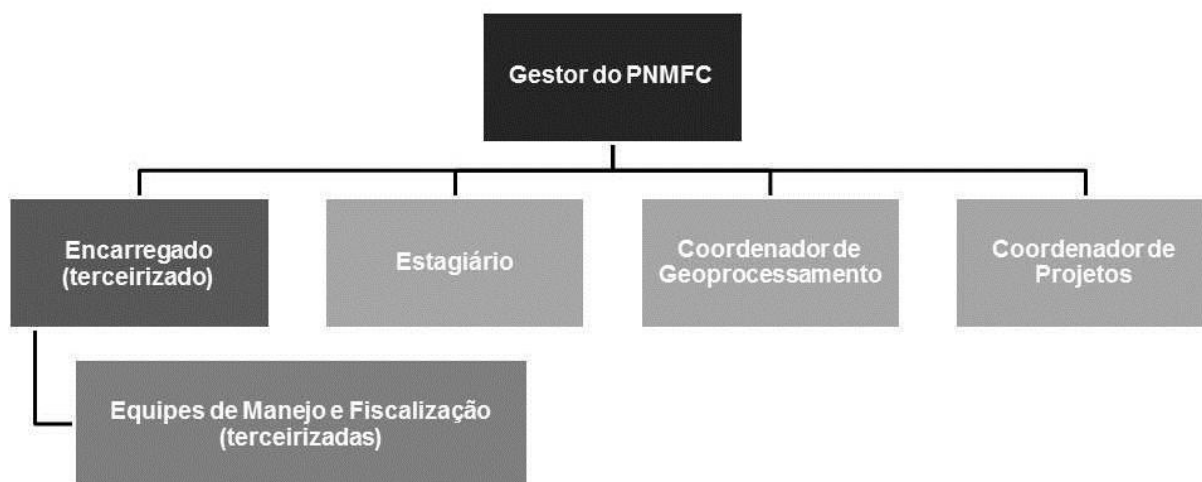 Gestor do PNMFC
Encarregado
(terceirizado)
Estagiário
Coordenador de
Geoprocessamento
Coordenador de
Projetos
Equipes de Manejo e Fiscalização
(terceirizadas)